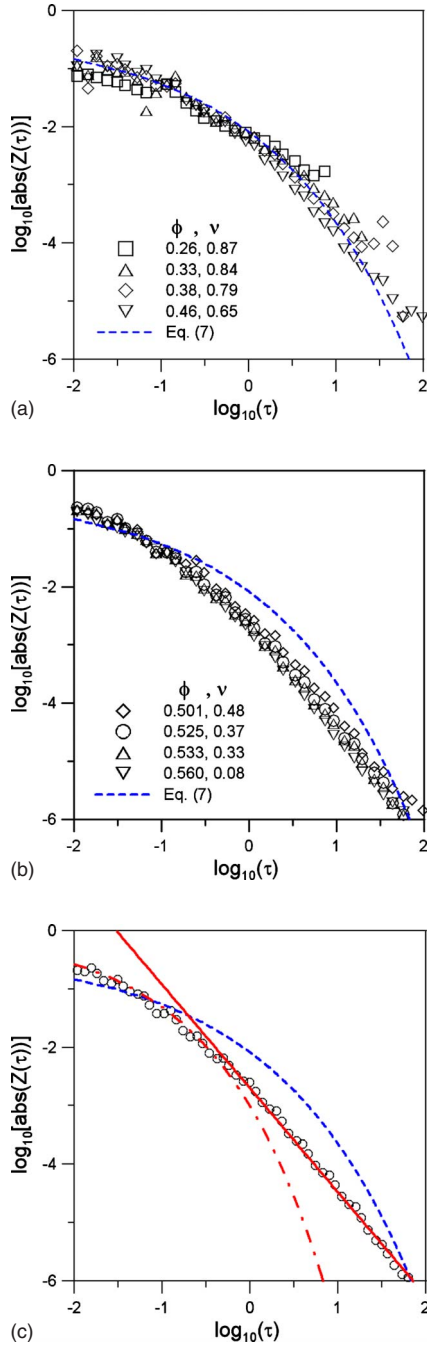 0
-2
-4
-6
log10[abs(Z(τ))]
ϕ , ν
0.26, 0.87
0.33, 0.84
0.38, 0.79
0.46, 0.65
Eq. (7)
-2 -1 0 1 2
log10(τ)
(a)
0
-2
-4
-6
log10[abs(Z(τ))]
ϕ , ν
0.501, 0.48
0.525, 0.37
0.533, 0.33
0.560, 0.08
Eq. (7)
-2 -1 0 1 2
log10(τ)
(b)
0
-2
-4
-6
log10[abs(Z(τ))]
-2 -1 0 1 2
log10(τ)
(c)